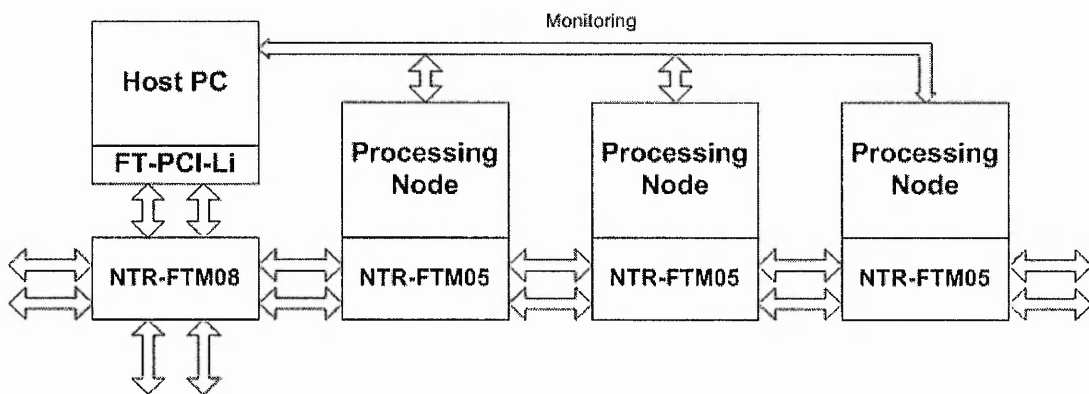 Monitoring
Host PC
FT-PCI-Li
Processing
Node
Processing
Node
Processing
Node
NTR-FTM08
NTR-FTM05
NTR-FTM05
NTR-FTM05